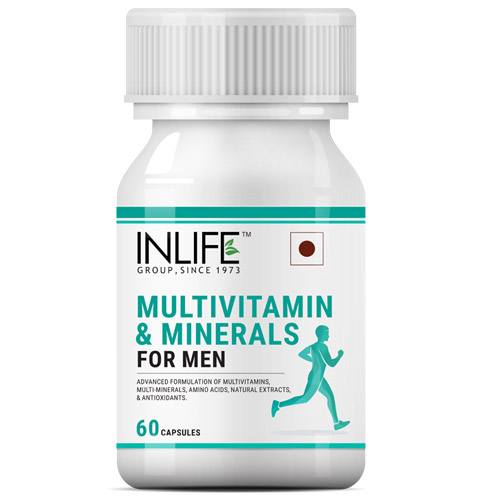 INLIFE™
GROUP, SINCE 1973
MULTIVITAMIN
& MINERALS
FOR MEN
ADVANCED FORMULATION OF MULTIVITAMINS,
MULTI-MINERALS, AMINO ACIDS, NATURAL EXTRACTS,
& ANTIOXIDANTS.
60 CAPSULES